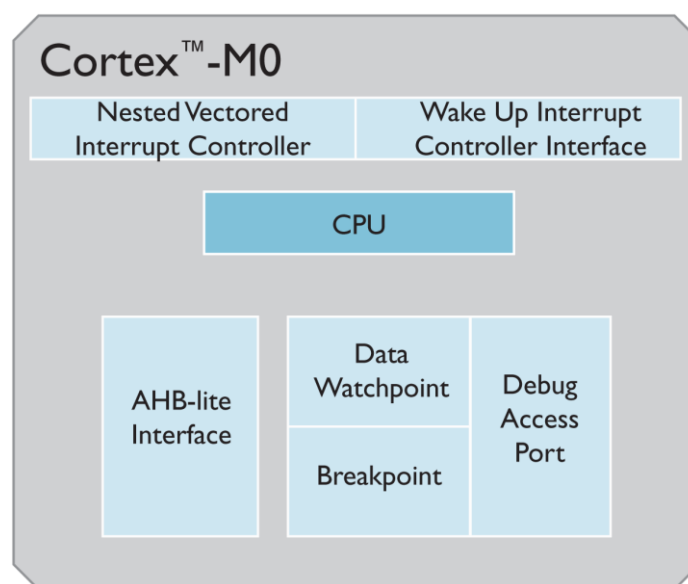 Cortex™-M0
Nested Vectored
Interrupt Controller
Wake Up Interrupt
Controller Interface
CPU
AHB-lite
Interface
Data
Watchpoint
Breakpoint
Debug
Access
Port